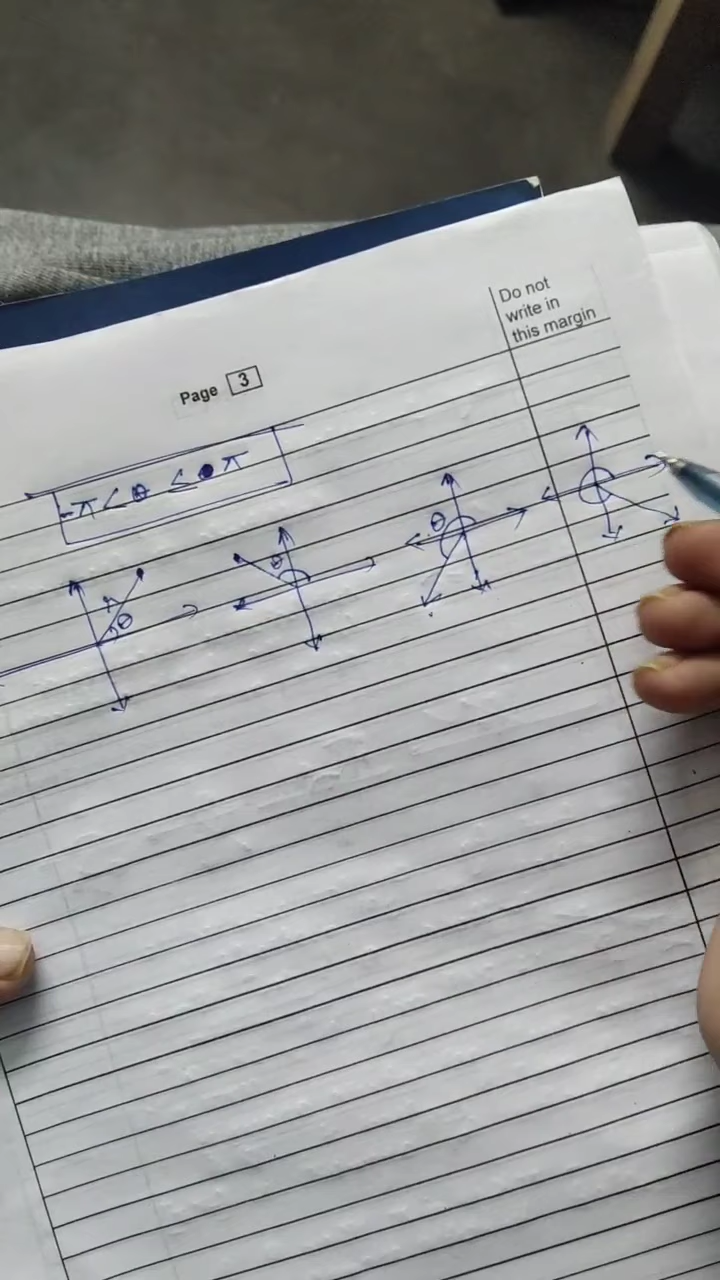 Do not
write in
this margin
Page 3
-π < θ ≤ π
r θ
θ
θ